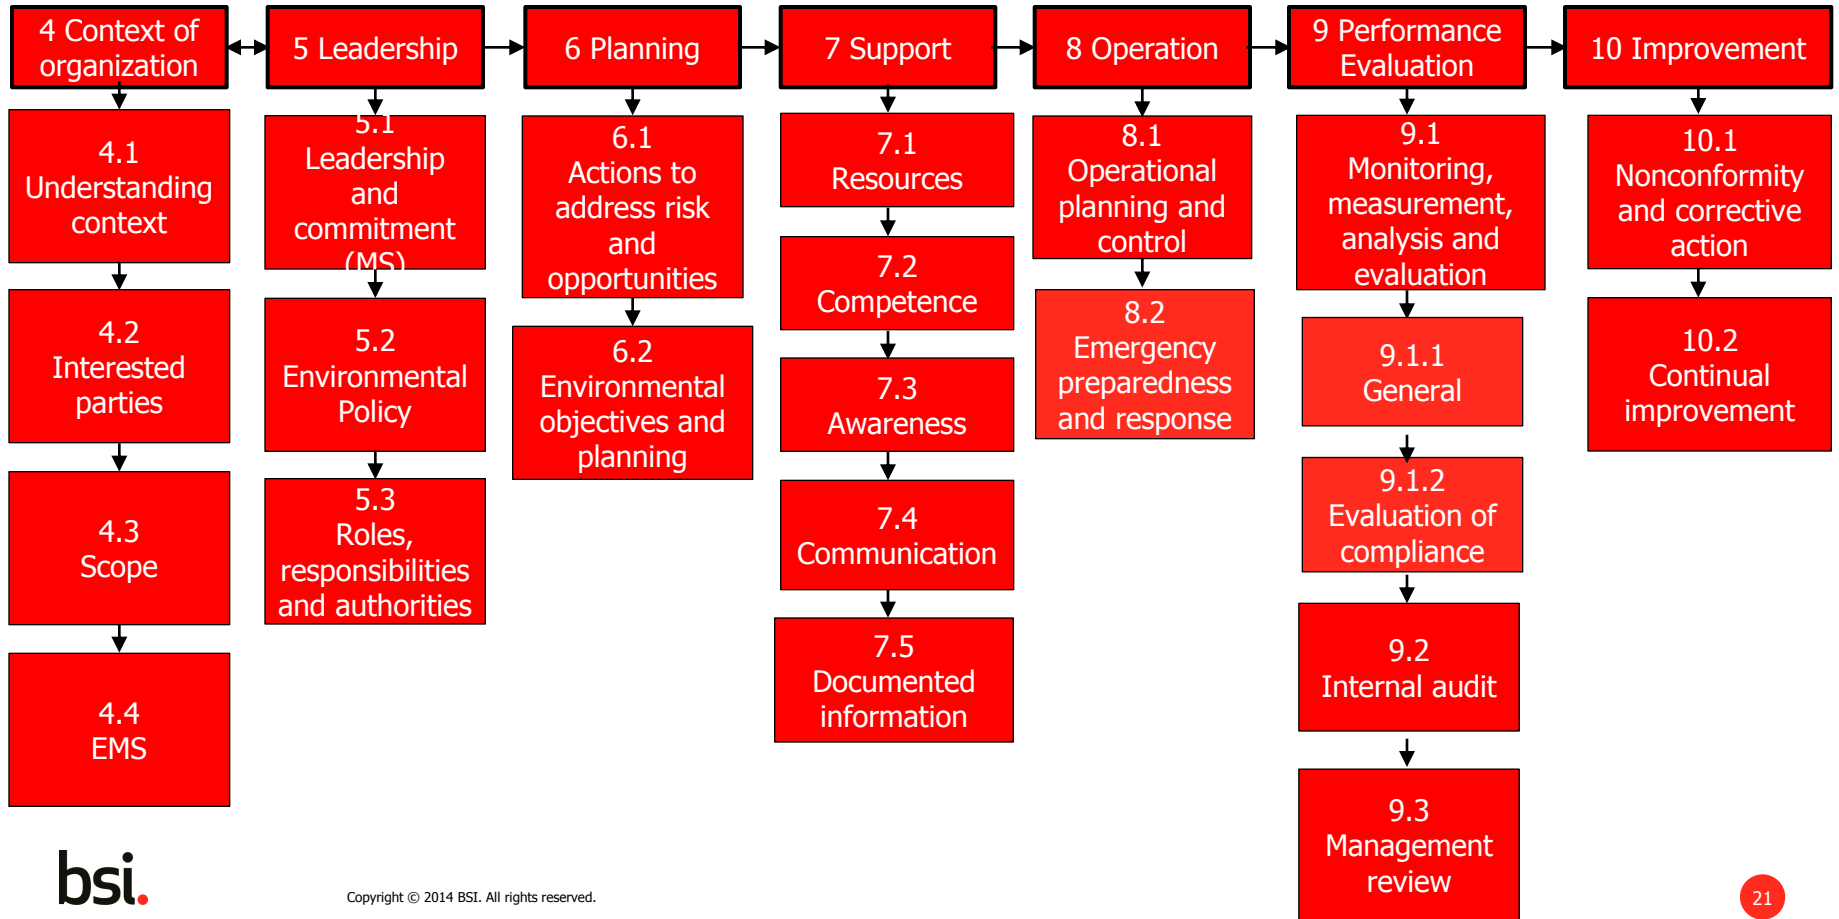 4 Context of
organization
5 Leadership
6 Planning
7 Support
8 Operation
9 Performance
Evaluation
10 Improvement
4.1
Understanding
context
4.2
Interested
parties
4.3
Scope
4.4
EMS
5.1
Leadership
and
commitment
(MS)
5.2
Environmental
Policy
5.3
Roles,
responsibilities
and authorities
6.1
Actions to
address risk
and
opportunities
6.2
Environmental
objectives and
planning
7.1
Resources
7.2
Competence
7.3
Awareness
7.4
Communication
7.5
Documented
information
8.1
Operational
planning and
control
8.2
Emergency
preparedness
and response
9.1
Monitoring,
measurement,
analysis and
evaluation
9.1.1
General
9.1.2
Evaluation of
compliance
9.2
Internal audit
9.3
Management
review
10.1
Nonconformity
and corrective
action
10.2
Continual
improvement
bsi.
Copyright © 2014 BSI. All rights reserved.
21